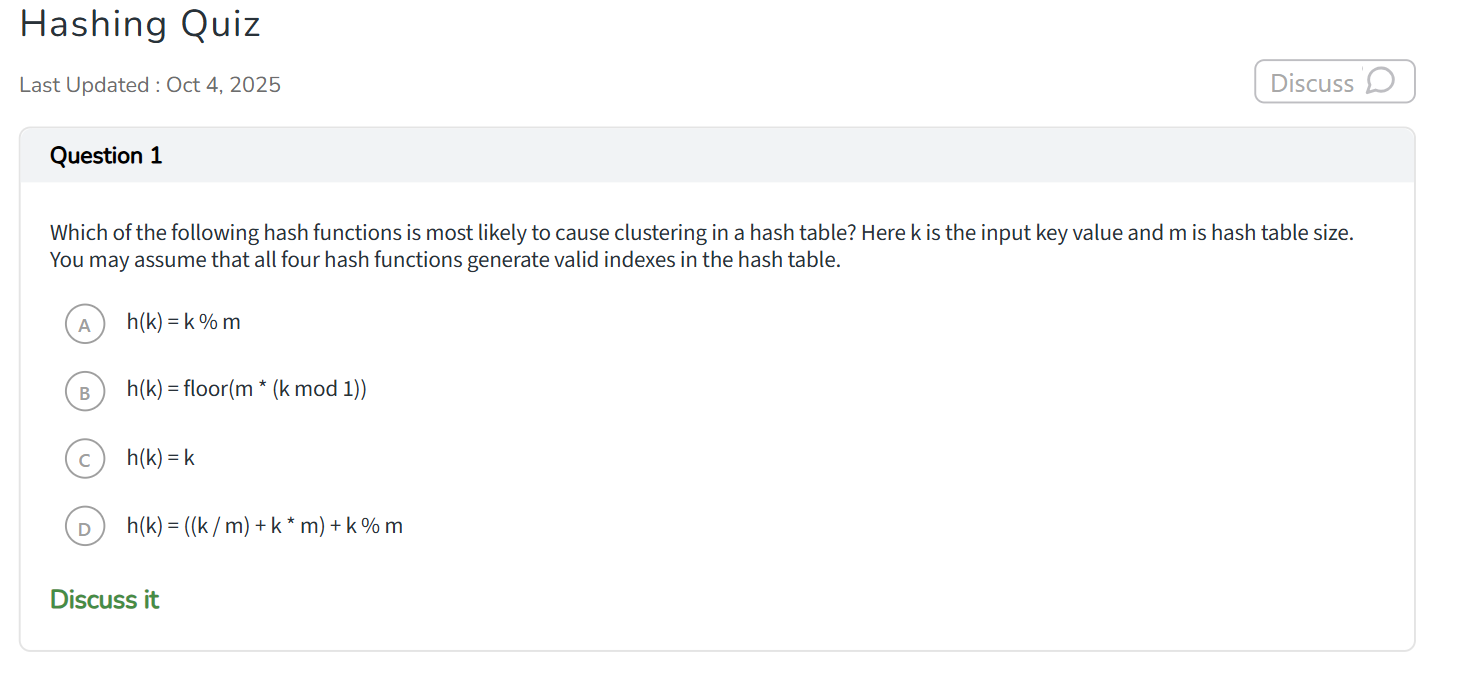 Hashing Quiz
Last Updated : Oct 4, 2025
Discuss
Question 1
Which of the following hash functions is most likely to cause clustering in a hash table? Here k is the input key value and m is hash table size.
You may assume that all four hash functions generate valid indexes in the hash table.
A h(k) = k % m
B h(k) = floor(m * (k mod 1))
C h(k) = k
D h(k) = ((k / m) + k * m) + k % m
Discuss it